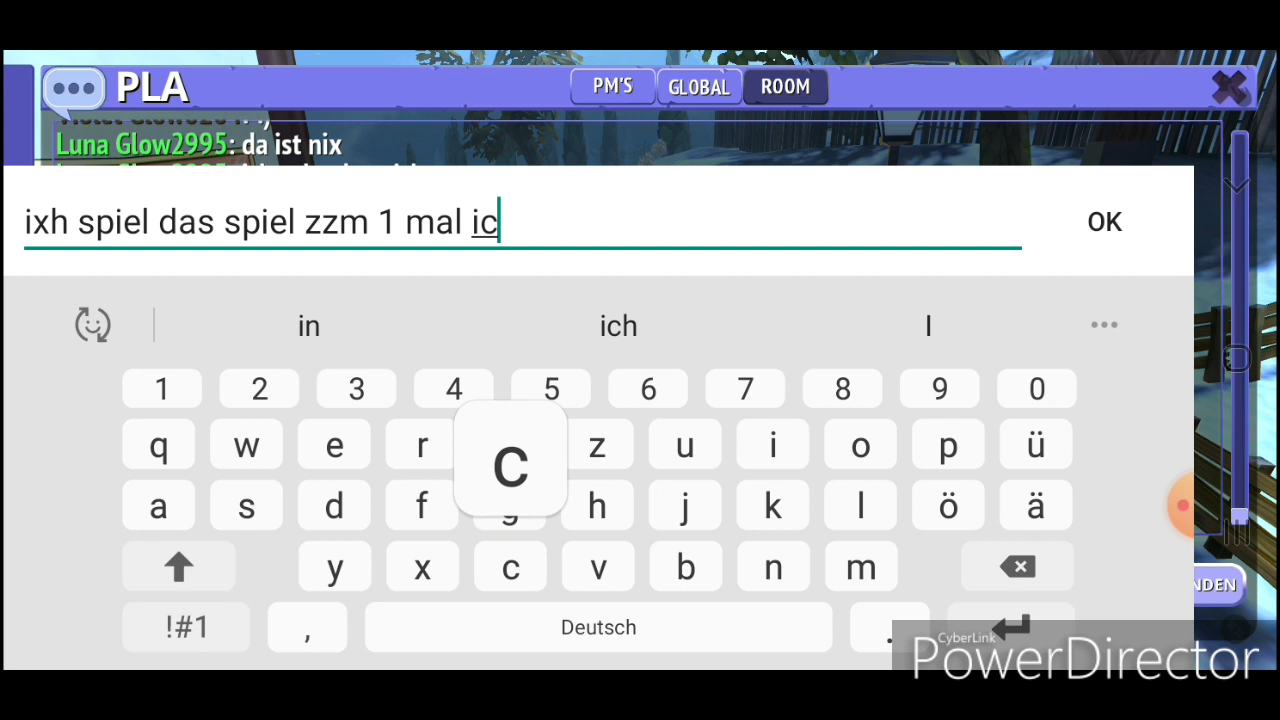 PLA
PM'S GLOBAL ROOM
Luna Glow2995: da ist nix
ixh spiel das spiel zzm 1 mal ic
OK
in ich I
1 2 3 4 5 6 7 8 9 0
q w e r z u i o p ü
c
a s d f g h j k l ö ä
y x c v b n m
NDEN
!#1 , Deutsch .
CyberLink
PowerDirector